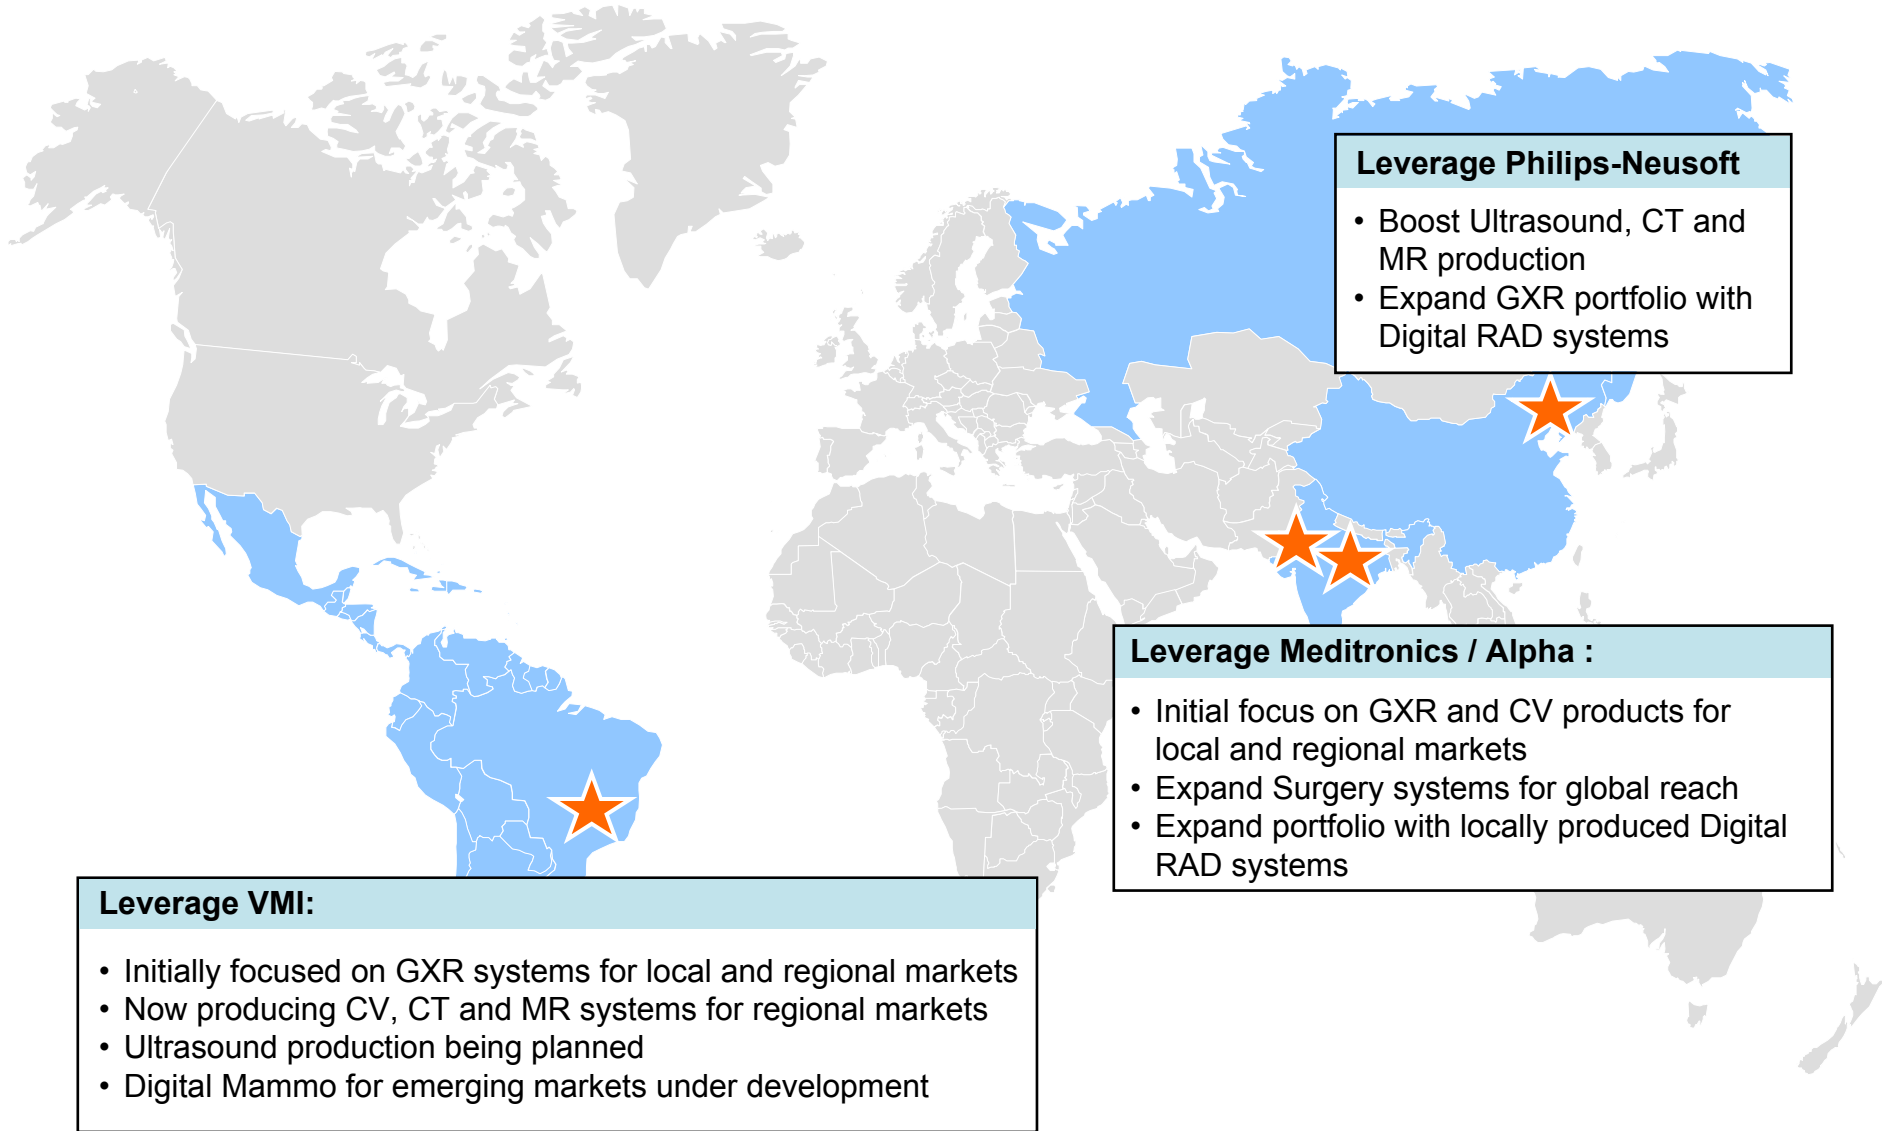 Leverage Philips-Neusoft
• Boost Ultrasound, CT and
MR production
• Expand GXR portfolio with
Digital RAD systems
Leverage Meditronics / Alpha :
• Initial focus on GXR and CV products for
local and regional markets
• Expand Surgery systems for global reach
• Expand portfolio with locally produced Digital
RAD systems
Leverage VMI:
• Initially focused on GXR systems for local and regional markets
• Now producing CV, CT and MR systems for regional markets
• Ultrasound production being planned
• Digital Mammo for emerging markets under development